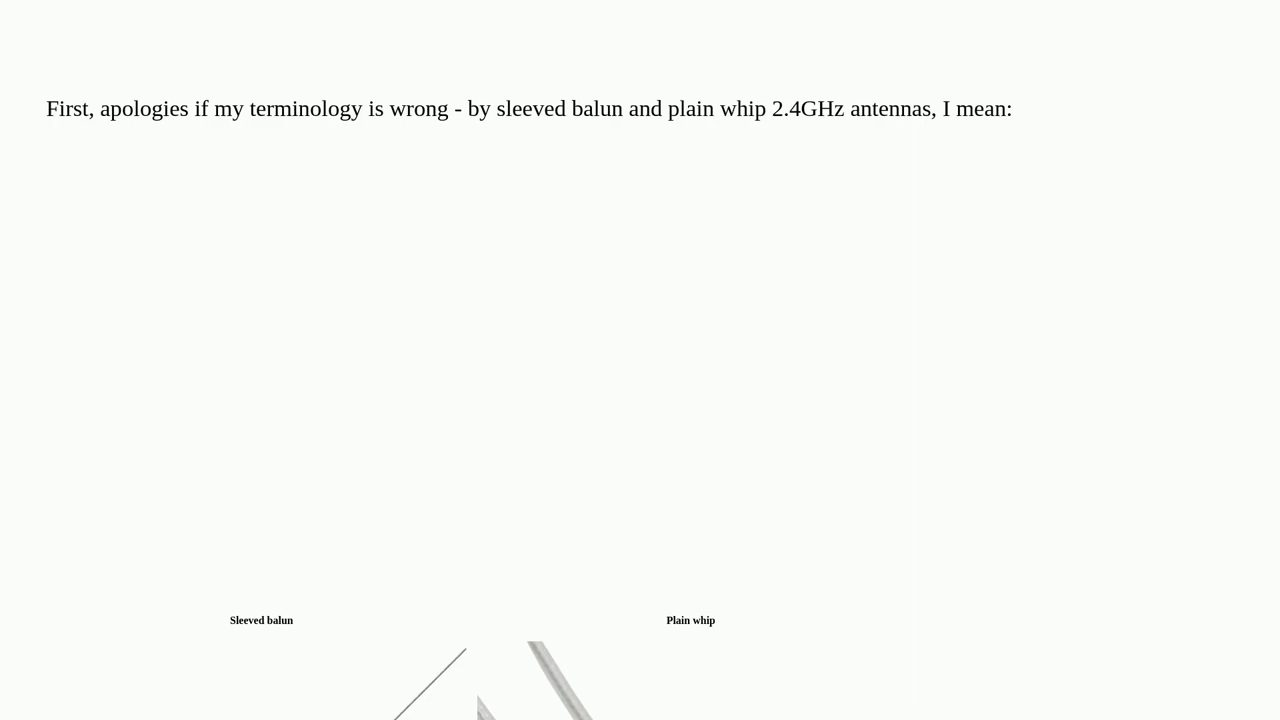 First, apologies if my terminology is wrong - by sleeved balun and plain whip 2.4GHz antennas, I mean:
Sleeved balun
Plain whip